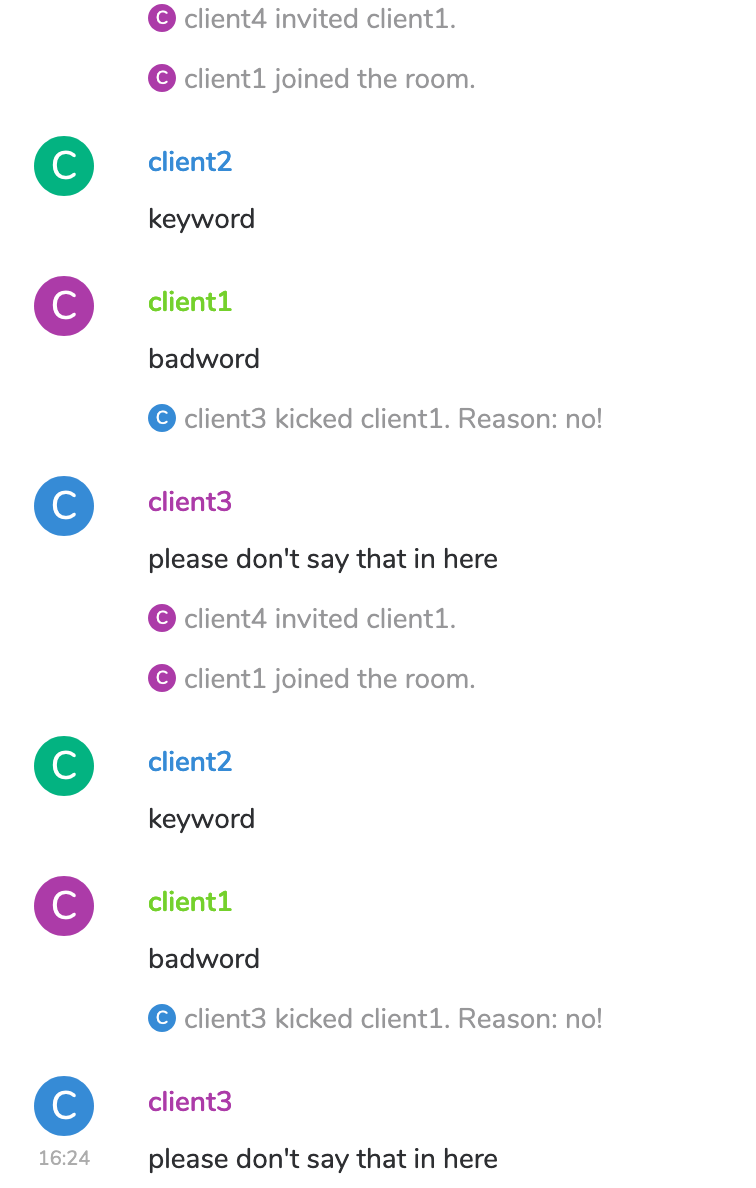 C client4 invited client1.
C client1 joined the room.
C client2
keyword
C client1
badword
C client3 kicked client1. Reason: no!
C client3
please don't say that in here
C client4 invited client1.
C client1 joined the room.
C client2
keyword
C client1
badword
C client3 kicked client1. Reason: no!
C client3
16:24 please don't say that in here